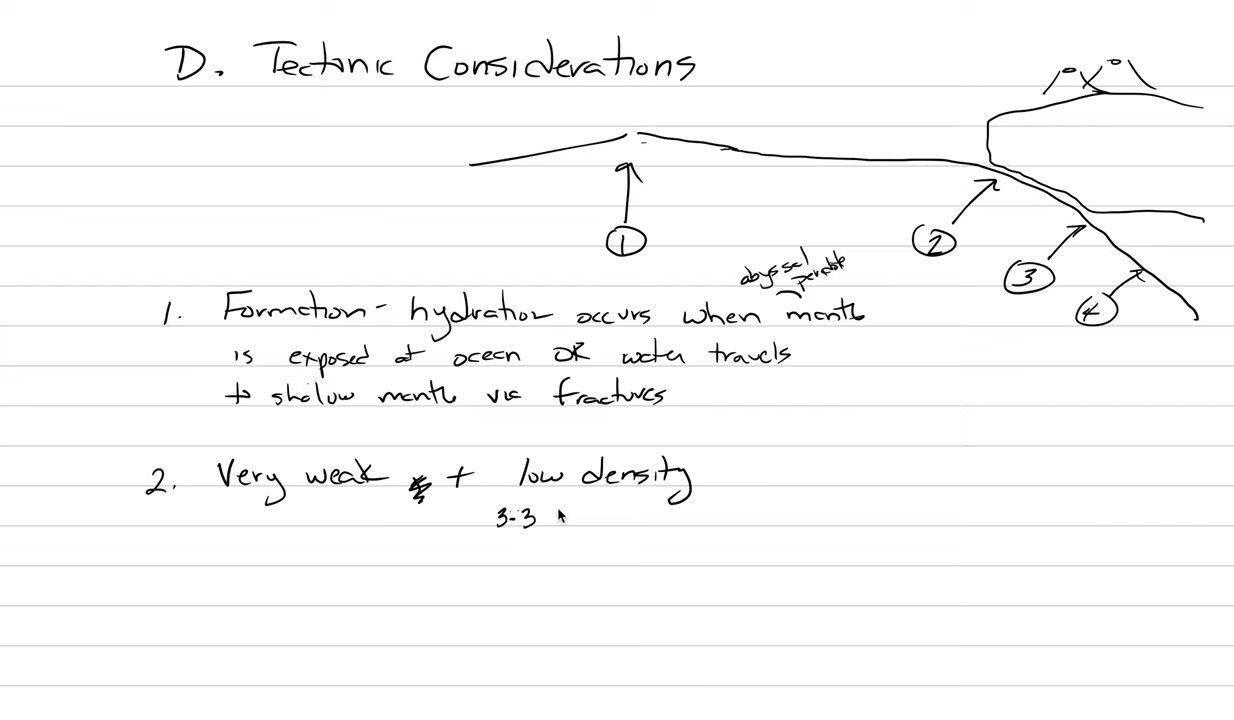 D. Tectonic Considerations
1
2
3
4
abyssal peridotite
1. Formation - hydration occurs when mantle
is exposed at ocean OR water travels
to shallow mantle via fractures
2. Very weak + low density
3.3